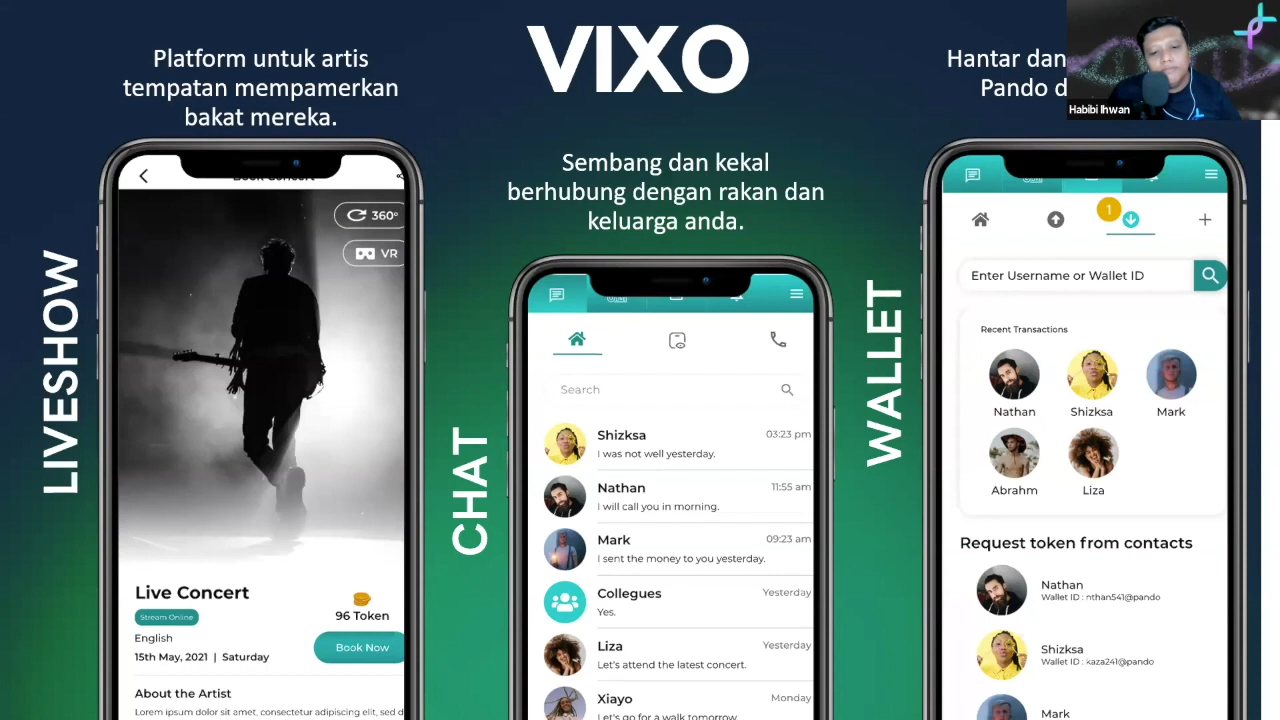 VIXO
Platform untuk artis
tempatan mempamerkan
bakat mereka.
LIVESHOW
360°
VR
Live Concert
Stream Online
English
15th May, 2021 | Saturday
96 Token
Book Now
About the Artist
Lorem ipsum dolor sit amet, consectetur adipiscing elit, sed d
Sembang dan kekal
berhubung dengan rakan dan
keluarga anda.
CHAT
Search
Shizksa
03:23 pm
I was not well yesterday.
Nathan
11:55 am
I will call you in morning.
Mark
09:23 am
I sent the money to you yesterday.
Collegues
Yesterday
Yes.
Liza
Yesterday
Let's attend the latest concert.
Xiayo
Monday
Let's go for a walk tomorrow
Hantar dan
Pando d
Habibi Ihwan
WALLET
1
Enter Username or Wallet ID
Recent Transactions
Nathan
Shizksa
Mark
Abrahm
Liza
Request token from contacts
Nathan
Wallet ID : nthan541@pando
Shizksa
Wallet ID : kaza241@pando
Mark